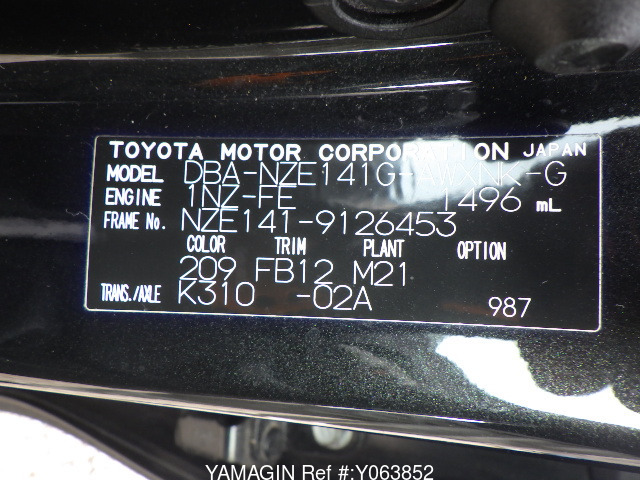 TOYOTA MOTOR CORPORATION JAPAN
MODEL DBA-NZE141G-AWXNK-G
ENGINE 1NZ-FE 1496 mL
FRAME No. NZE141-9126453
COLOR TRIM PLANT OPTION
209 FB12 M21
TRANS./AXLE K310 -02A 987
YAMAGIN Ref #:Y063852